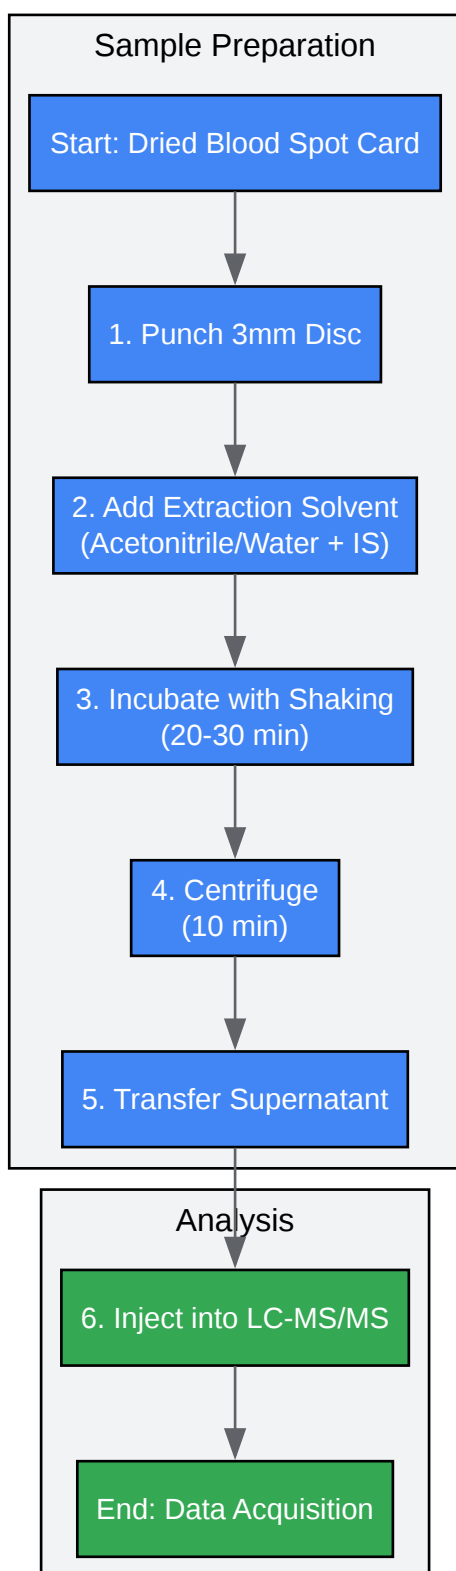 Sample Preparation
Start: Dried Blood Spot Card
1. Punch 3mm Disc
2. Add Extraction Solvent
(Acetonitrile/Water + IS)
3. Incubate with Shaking
(20-30 min)
4. Centrifuge
(10 min)
5. Transfer Supernatant
Analysis
6. Inject into LC-MS/MS
End: Data Acquisition